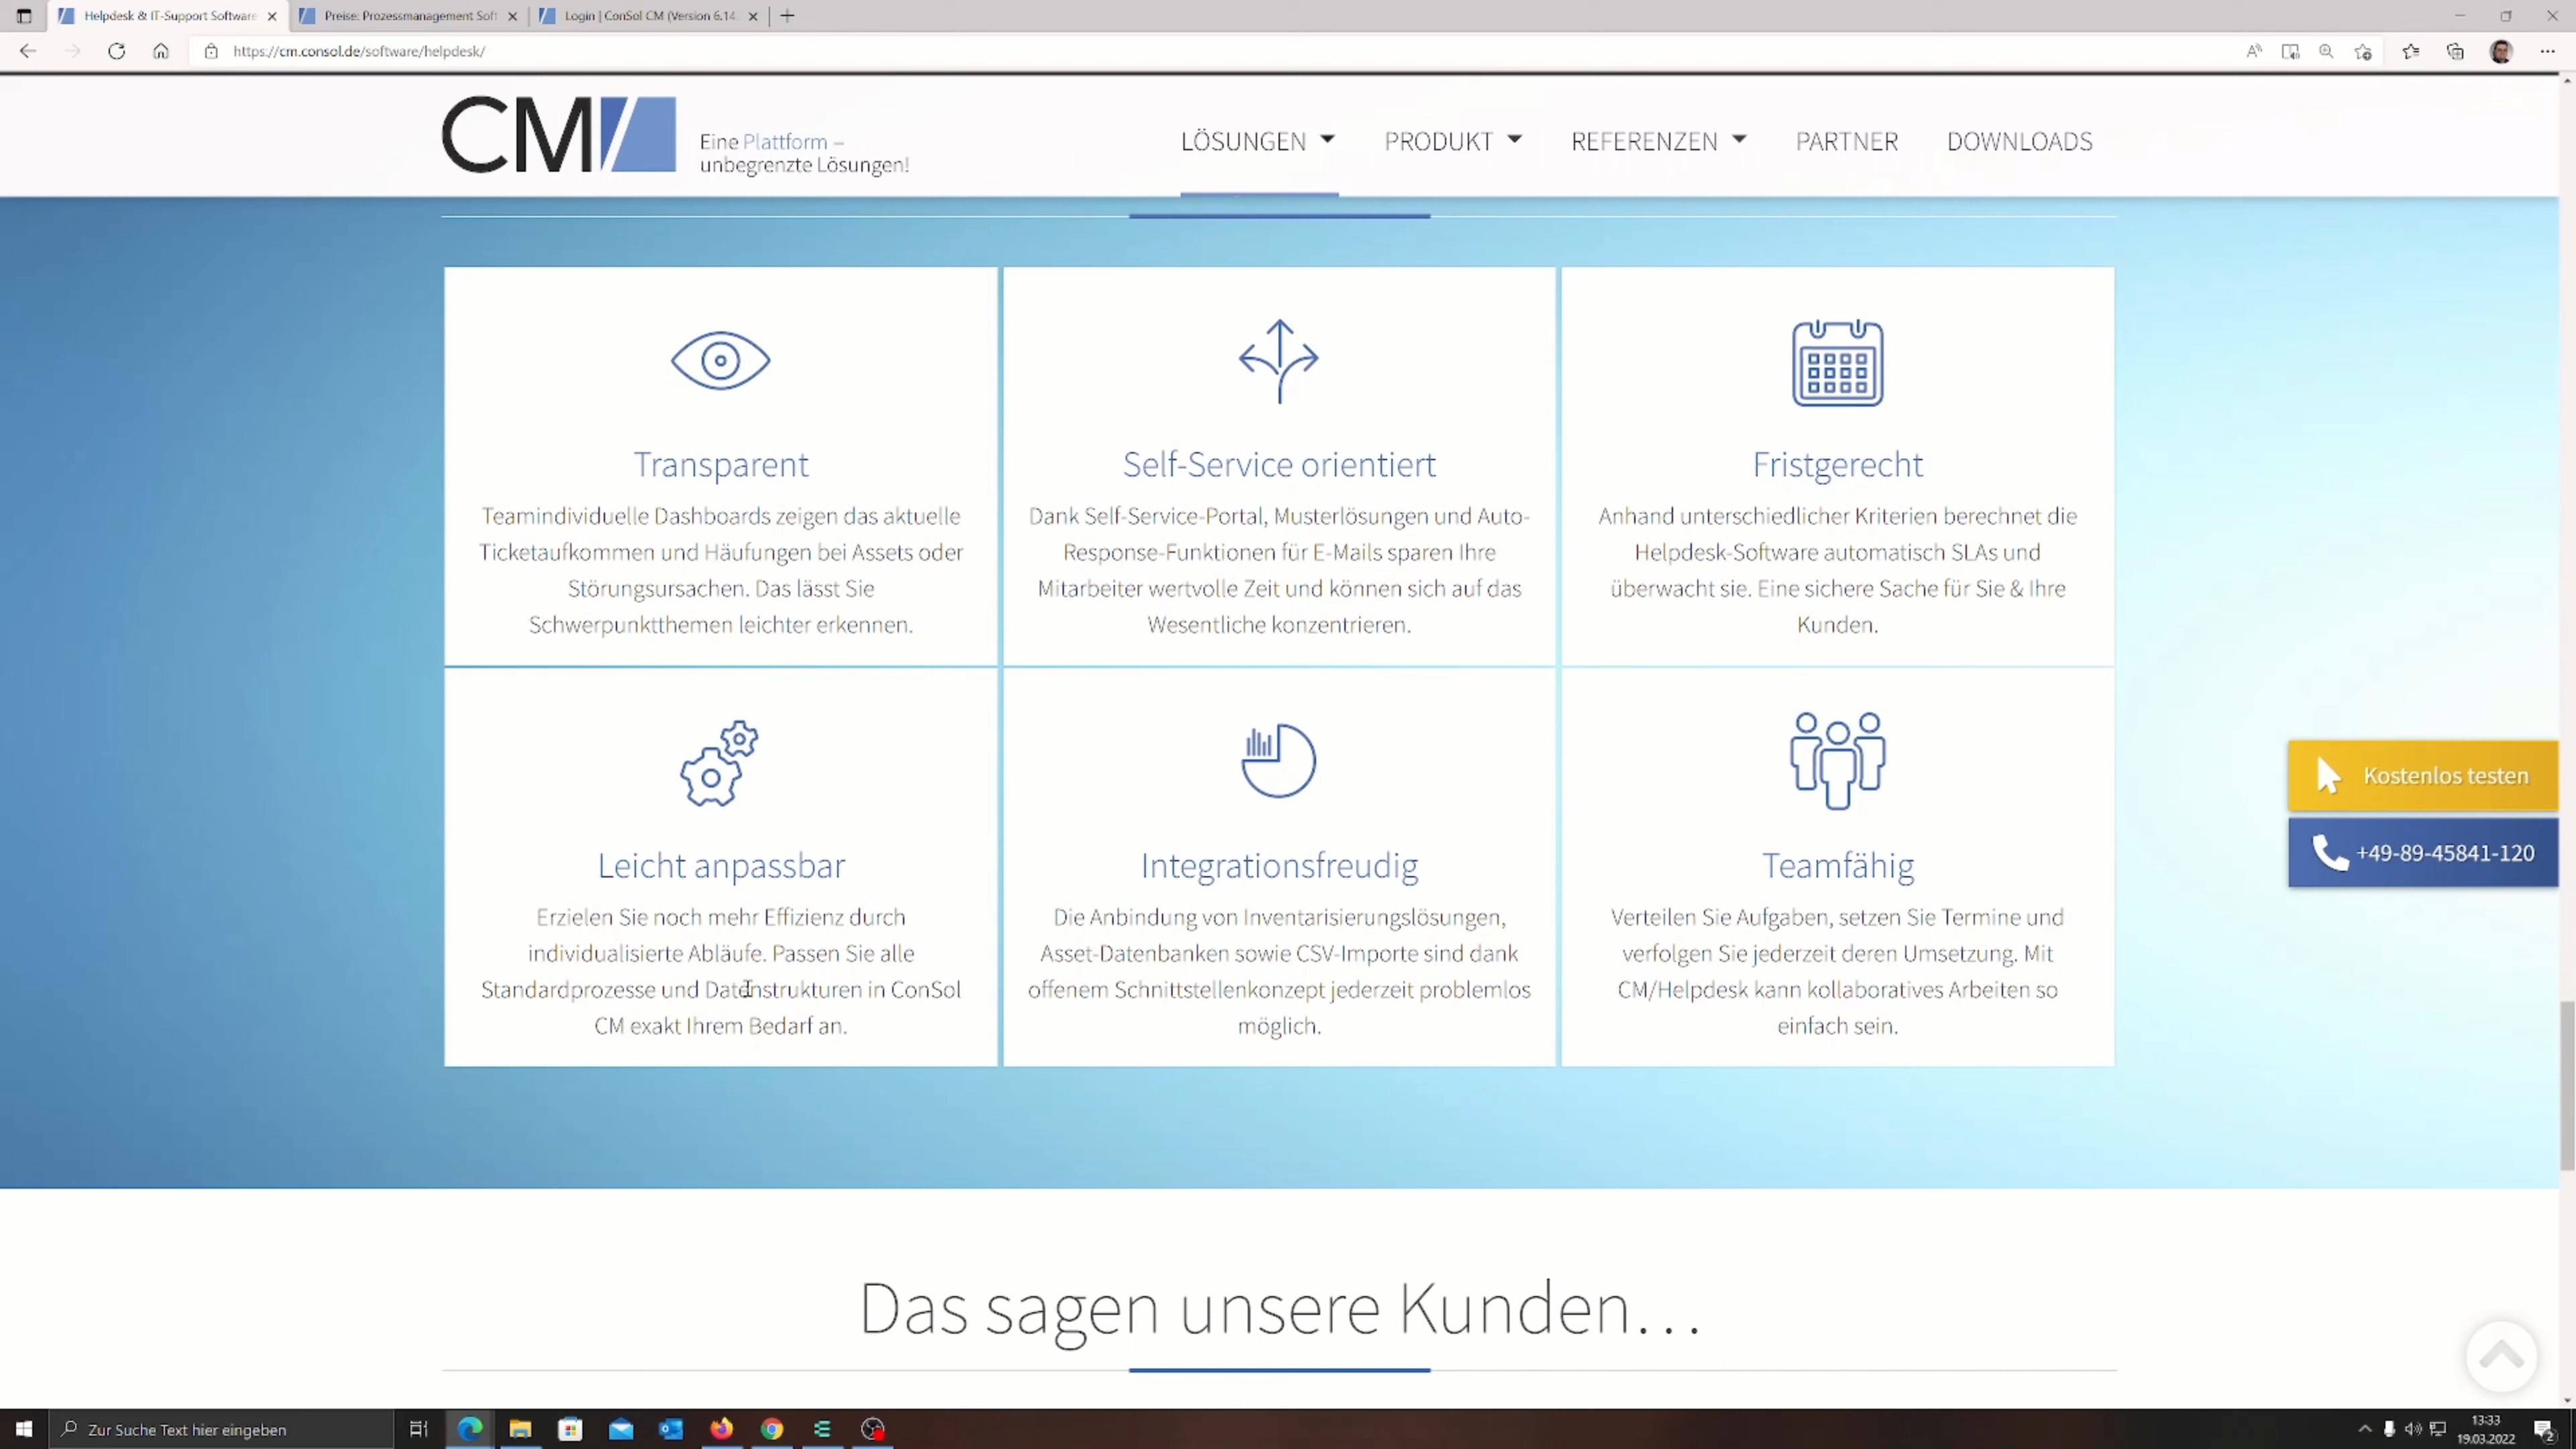 Helpdesk & IT-Support Software
Preise: Prozessmanagement Soft
Login | ConSol CM (Version 6.14.
https://cm.consol.de/software/helpdesk/
CM/
Eine Plattform –
unbegrenzte Lösungen!
LÖSUNGEN
PRODUKT
REFERENZEN
PARTNER
DOWNLOADS
Transparent
Teamindividuelle Dashboards zeigen das aktuelle
Ticketaufkommen und Häufungen bei Assets oder
Störungsursachen. Das lässt Sie
Schwerpunktthemen leichter erkennen.
Self-Service orientiert
Dank Self-Service-Portal, Musterlösungen und Auto-
Response-Funktionen für E-Mails sparen Ihre
Mitarbeiter wertvolle Zeit und können sich auf das
Wesentliche konzentrieren.
Fristgerecht
Anhand unterschiedlicher Kriterien berechnet die
Helpdesk-Software automatisch SLAs und
überwacht sie. Eine sichere Sache für Sie & Ihre
Kunden.
Leicht anpassbar
Erzielen Sie noch mehr Effizienz durch
individualisierte Abläufe. Passen Sie alle
Standardprozesse und Datenstrukturen in ConSol
CM exakt Ihrem Bedarf an.
Integrationsfreudig
Die Anbindung von Inventarisierungslösungen,
Asset-Datenbanken sowie CSV-Importe sind dank
offenem Schnittstellenkonzept jederzeit problemlos
möglich.
Teamfähig
Verteilen Sie Aufgaben, setzen Sie Termine und
verfolgen Sie jederzeit deren Umsetzung. Mit
CM/Helpdesk kann kollaboratives Arbeiten so
einfach sein.
Kostenlos testen
+49-89-45841-120
Das sagen unsere Kunden...
Zur Suche Text hier eingeben
13:33
19.03.2022
2